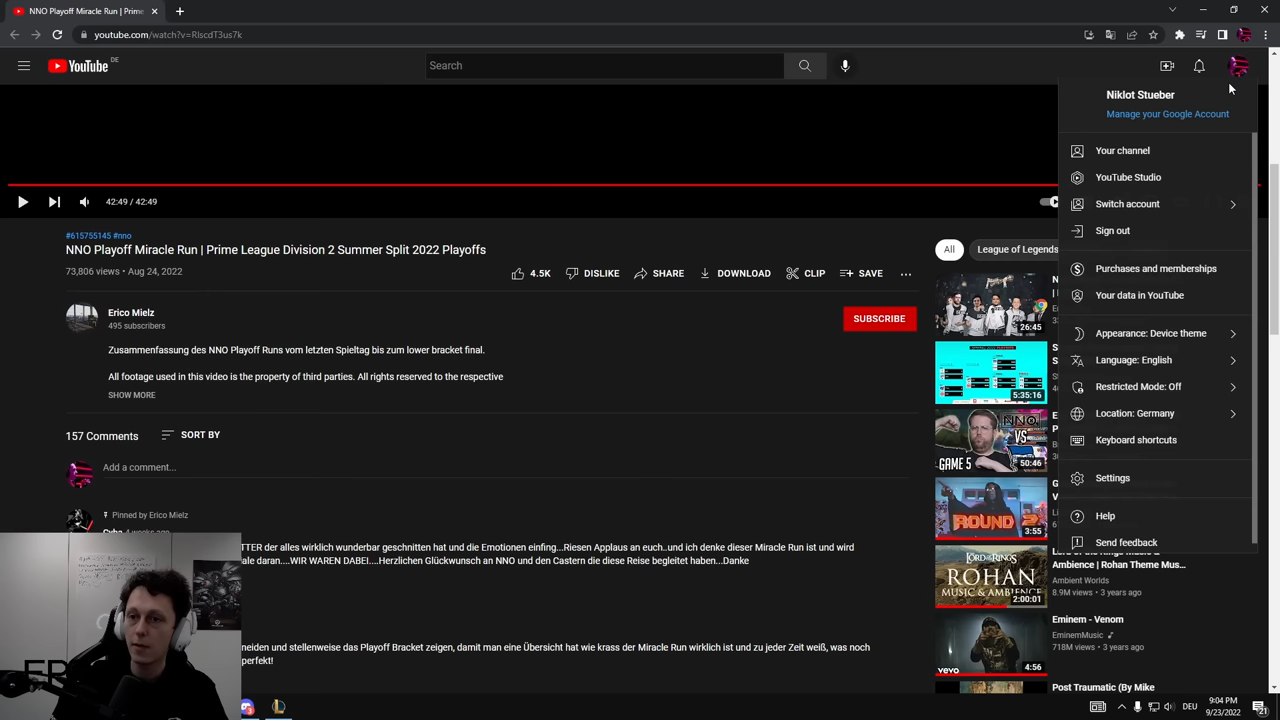 NNO Playoff Miracle Run | Prime
youtube.com/watch?v=RlscdT3us7k
YouTube DE
Search
Niklot Stueber
Manage your Google Account
Your channel
YouTube Studio
Switch account
Sign out
Purchases and memberships
Your data in YouTube
Appearance: Device theme
Language: English
Restricted Mode: Off
Location: Germany
Keyboard shortcuts
Settings
Help
Send feedback
42:49 / 42:49
#615755145 #nno
NNO Playoff Miracle Run | Prime League Division 2 Summer Split 2022 Playoffs
73,806 views • Aug 24, 2022
4.5K DISLIKE SHARE DOWNLOAD CLIP SAVE
Erico Mielz
495 subscribers
SUBSCRIBE
Zusammenfassung des NNO Playoff Runs vom letzten Spieltag bis zum lower bracket final.
All footage used in this video is the property of third parties. All rights reserved to the respective
SHOW MORE
157 Comments SORT BY
Add a comment...
Pinned by Erico Mielz
4 weeks ago
TTER der alles wirklich wunderbar geschnitten hat und die Emotionen einfing...Riesen Applaus an euch..und ich denke dieser Miracle Run ist und wird
ale daran....WIR WAREN DABEI....Herzlichen Glückwunsch an NNO und den Castern die diese Reise begleitet haben...Danke
neiden und stellenweise das Playoff Bracket zeigen, damit man eine Übersicht hat wie krass der Miracle Run wirklich ist und zu jeder Zeit weiß, was noch
perfekt!
All League of Legends
26:45
5:35:16
NNO
VS
GAME 5
50:46
ROUND 2
3:55
THE LORD OF THE RINGS
ROHAN
MUSIC & AMBIENCE
2:00:01
Ambience | Rohan Theme Mus...
Ambient Worlds
8.9M views • 3 years ago
vevo
4:56
Eminem - Venom
EminemMusic
718M views • 3 years ago
Post Traumatic (By Mike
DEU
9:04 PM
9/23/2022
21